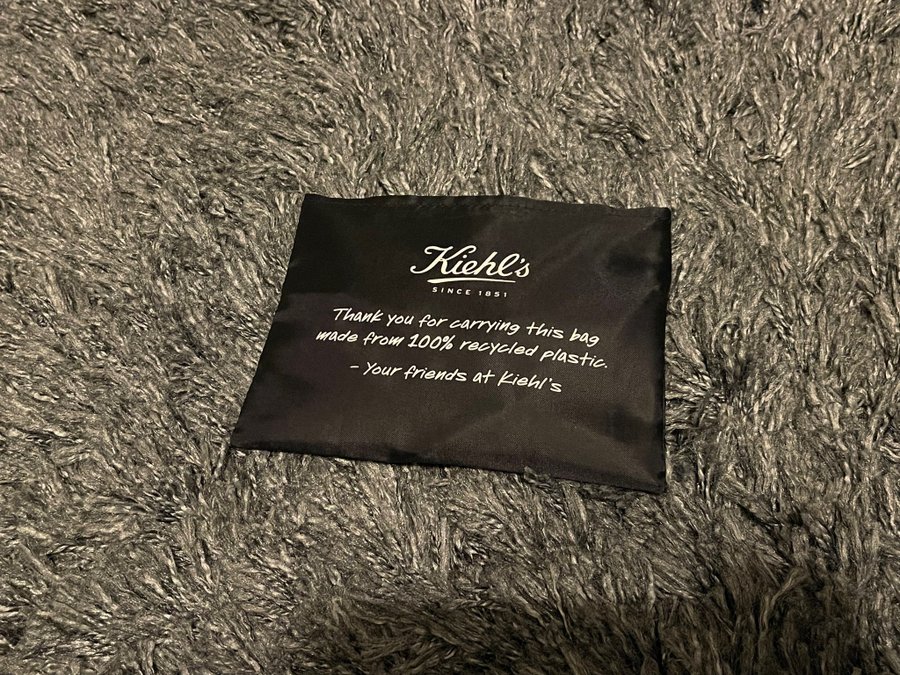 Kiehl's
SINCE 1851
Thank you for carrying this bag
made from 100% recycled plastic.
- Your friends at Kiehl's